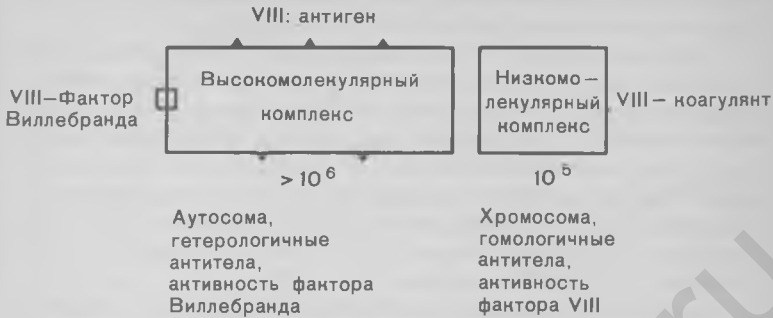 VIII: антиген
Высокомолекулярный
комплекс
VIII—Фактор
Виллебранда
Низкомо—
лекулярный
комплекс
VIII — коагулянт
> 10⁶
10⁵
Аутосома,
гетерологичные
антитела,
активность фактора
Виллебранда
Хромосома,
гомологичные
антитела,
активность
фактора VIII
ru